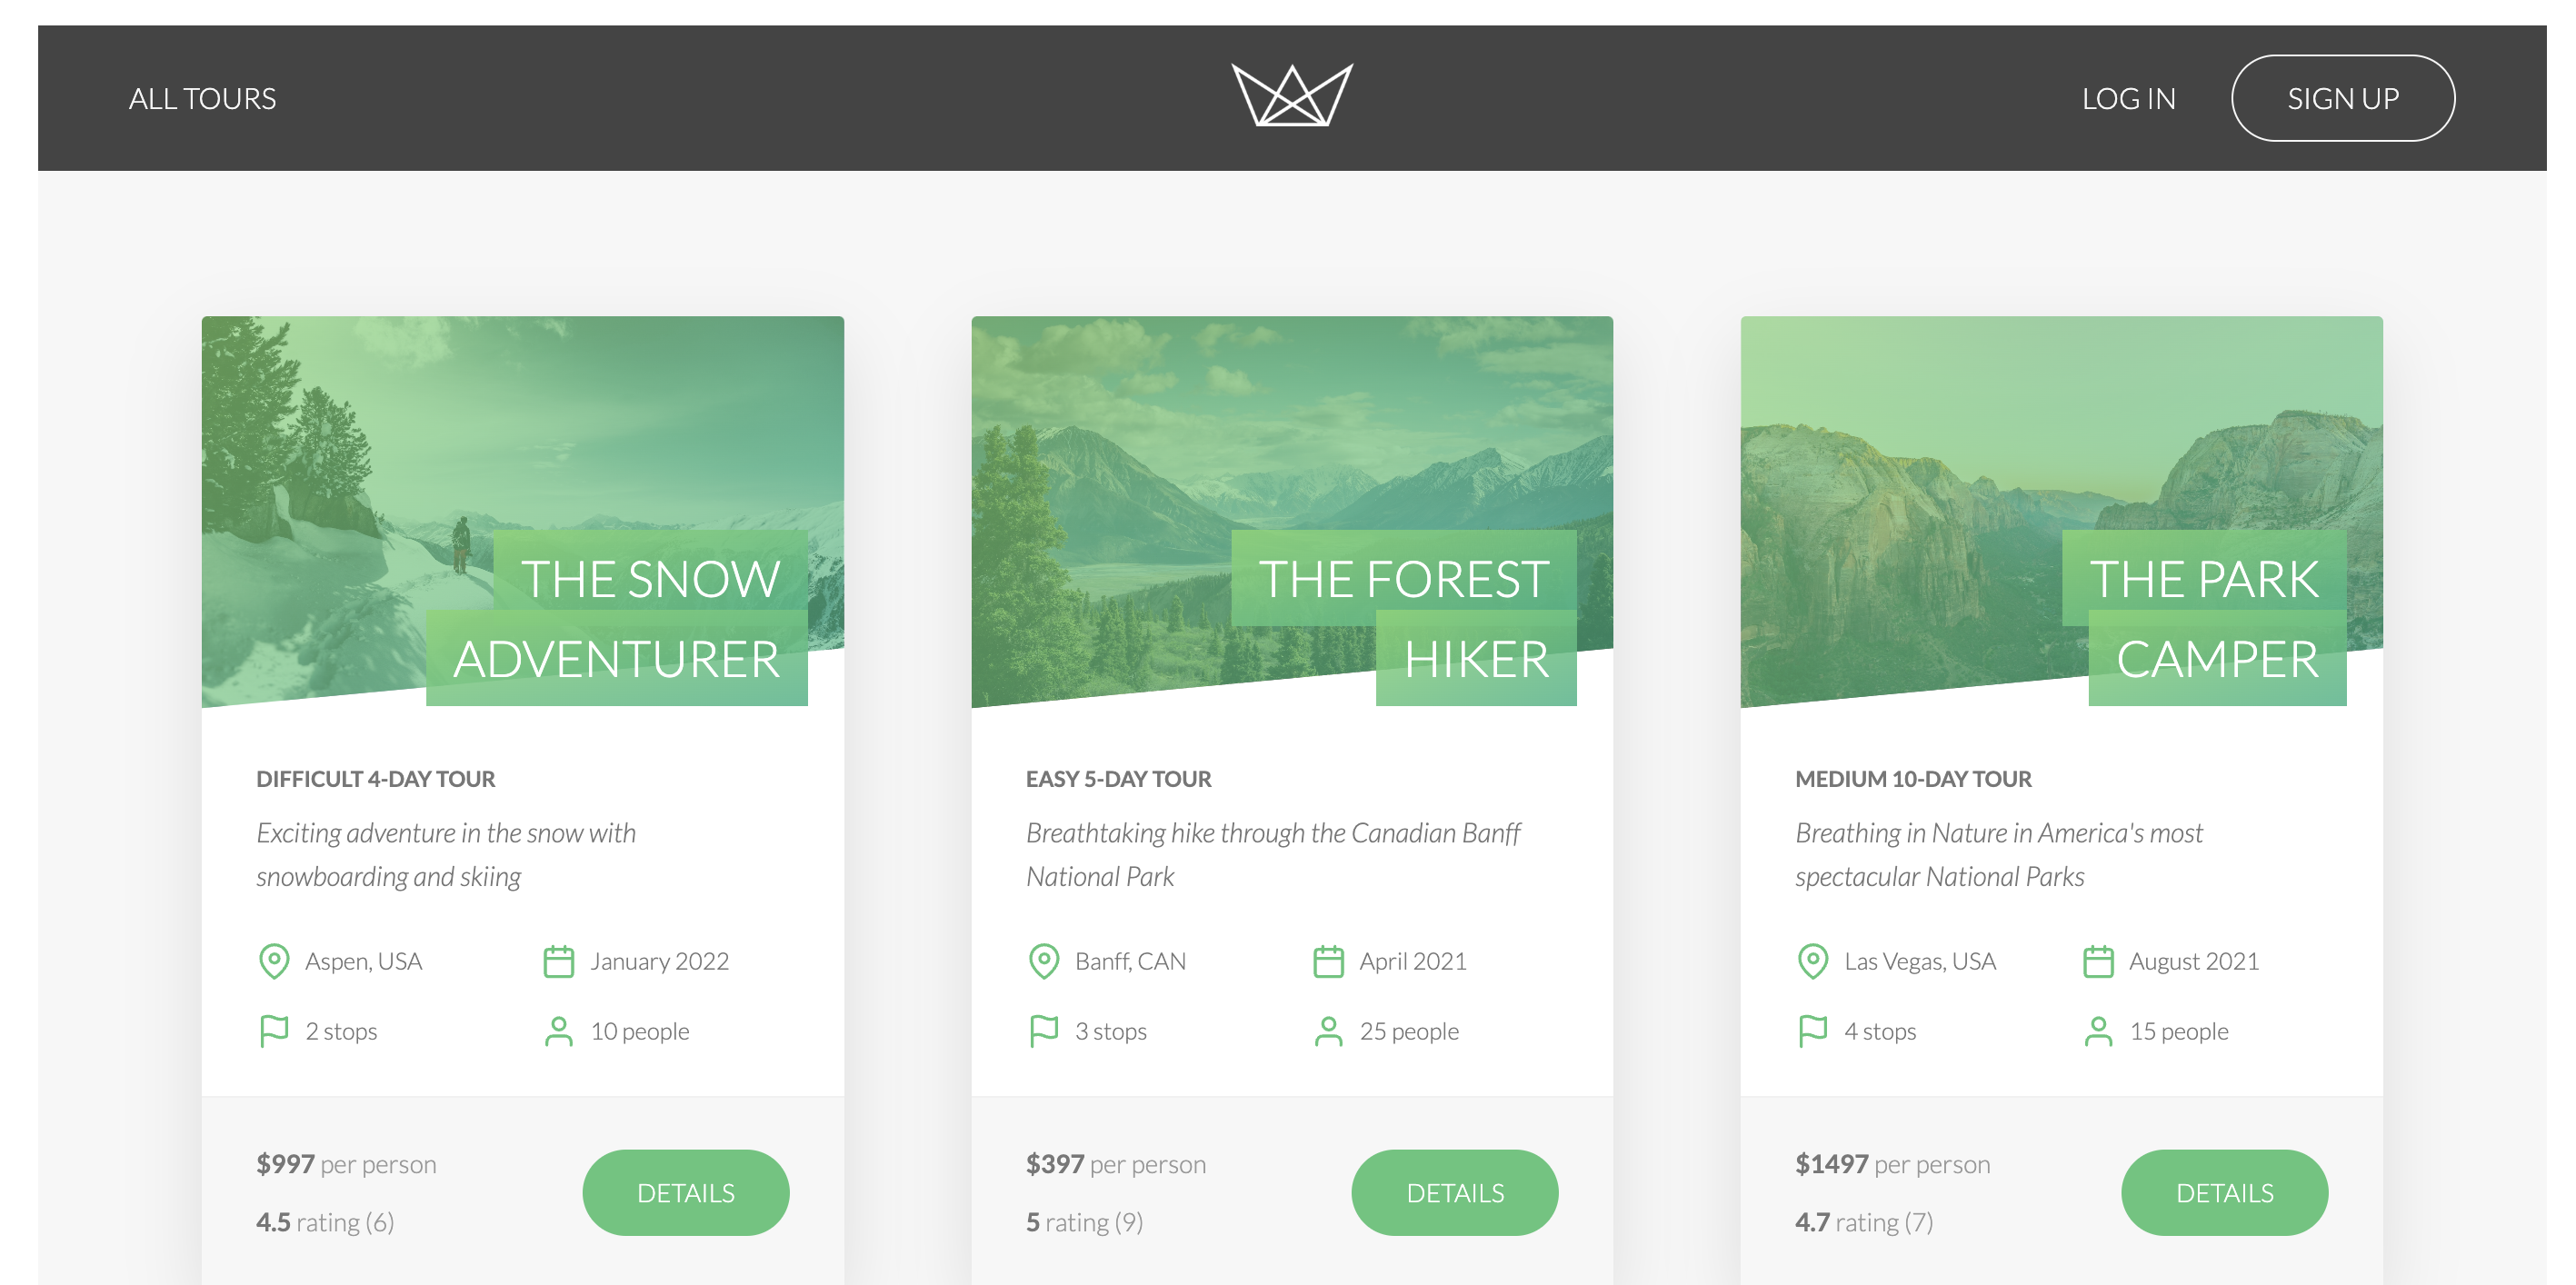 ALL TOURS
LOG IN
SIGN UP
THE SNOW
ADVENTURER
DIFFICULT 4-DAY TOUR
Exciting adventure in the snow with
snowboarding and skiing
Aspen, USA
January 2022
2 stops
10 people
$997 per person
4.5 rating (6)
DETAILS
THE FOREST
HIKER
EASY 5-DAY TOUR
Breathtaking hike through the Canadian Banff
National Park
Banff, CAN
April 2021
3 stops
25 people
$397 per person
5 rating (9)
DETAILS
THE PARK
CAMPER
MEDIUM 10-DAY TOUR
Breathing in Nature in America's most
spectacular National Parks
Las Vegas, USA
August 2021
4 stops
15 people
$1497 per person
4.7 rating (7)
DETAILS